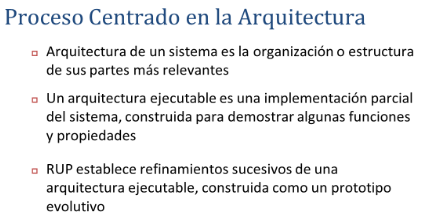 Proceso Centrado en la Arquitectura
Arquitectura de un sistema es la organización o estructura
de sus partes más relevantes
Un arquitectura ejecutable es una implementación parcial
del sistema, construida para demostrar algunas funciones
y propiedades
RUP establece refinamientos sucesivos de una
arquitectura ejecutable, construida como un prototipo
evolutivo